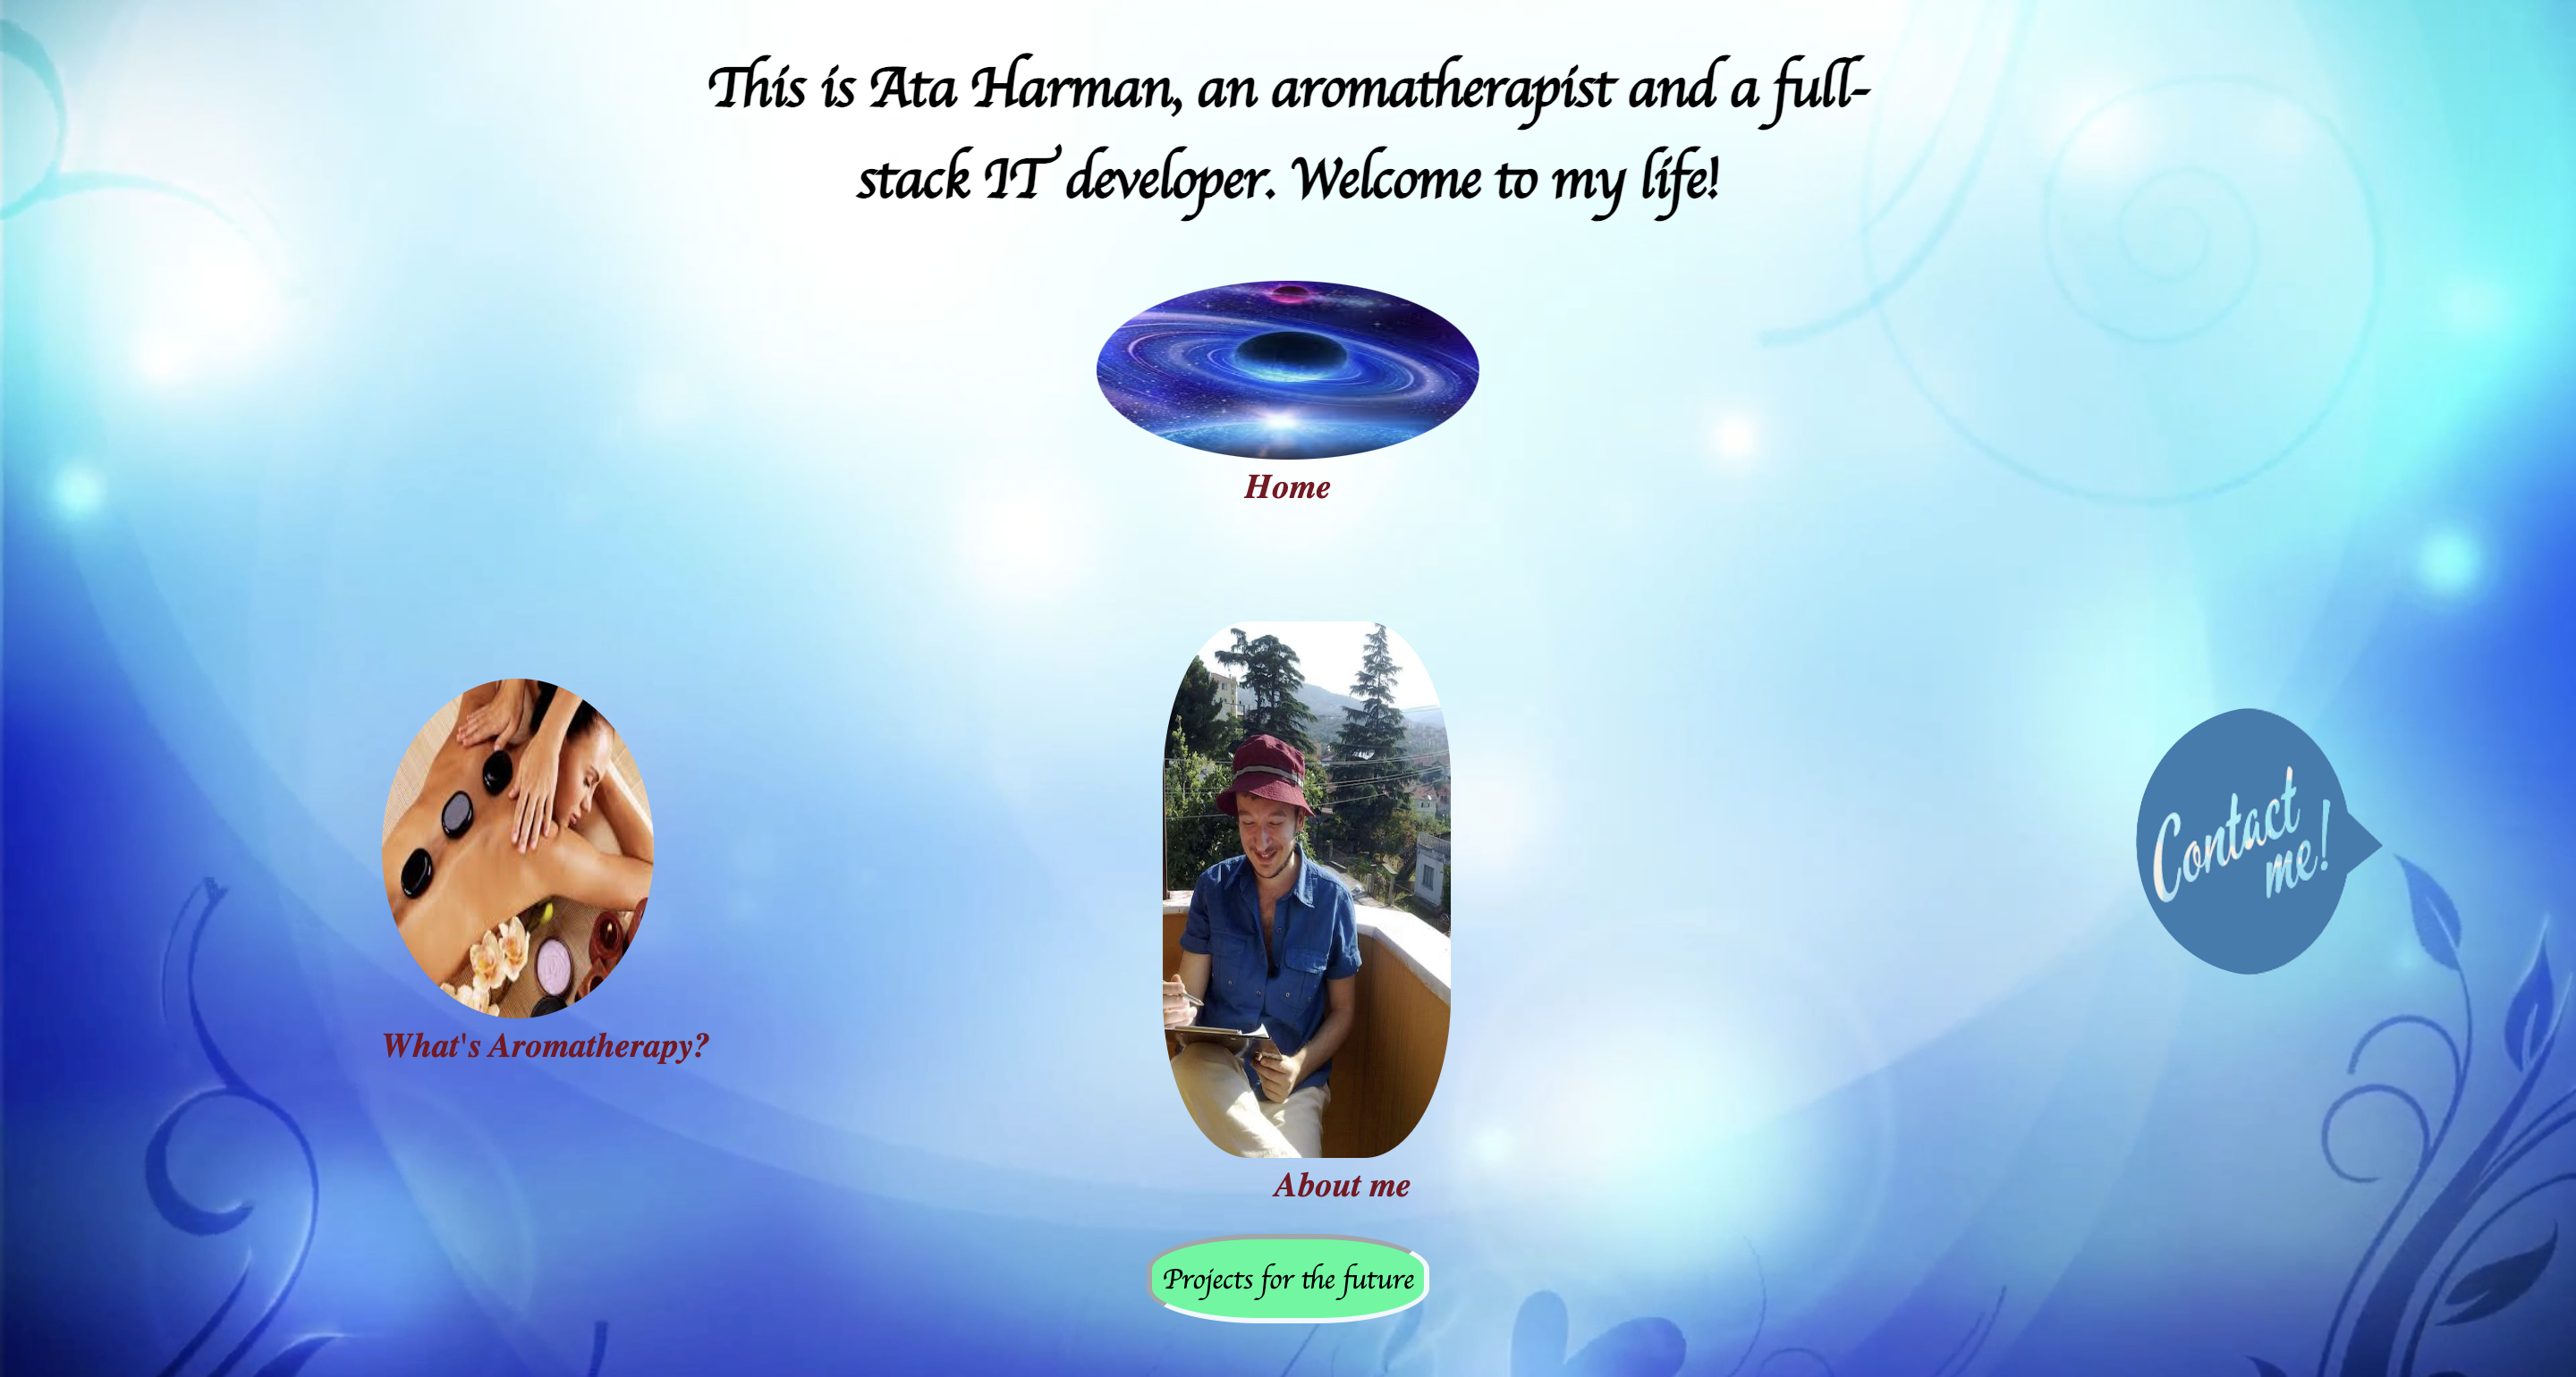 This is Ata Harman, an aromatherapist and a full-
stack IT developer. Welcome to my life!
Home
What's Aromatherapy?
About me
Contact
me!
Projects for the future